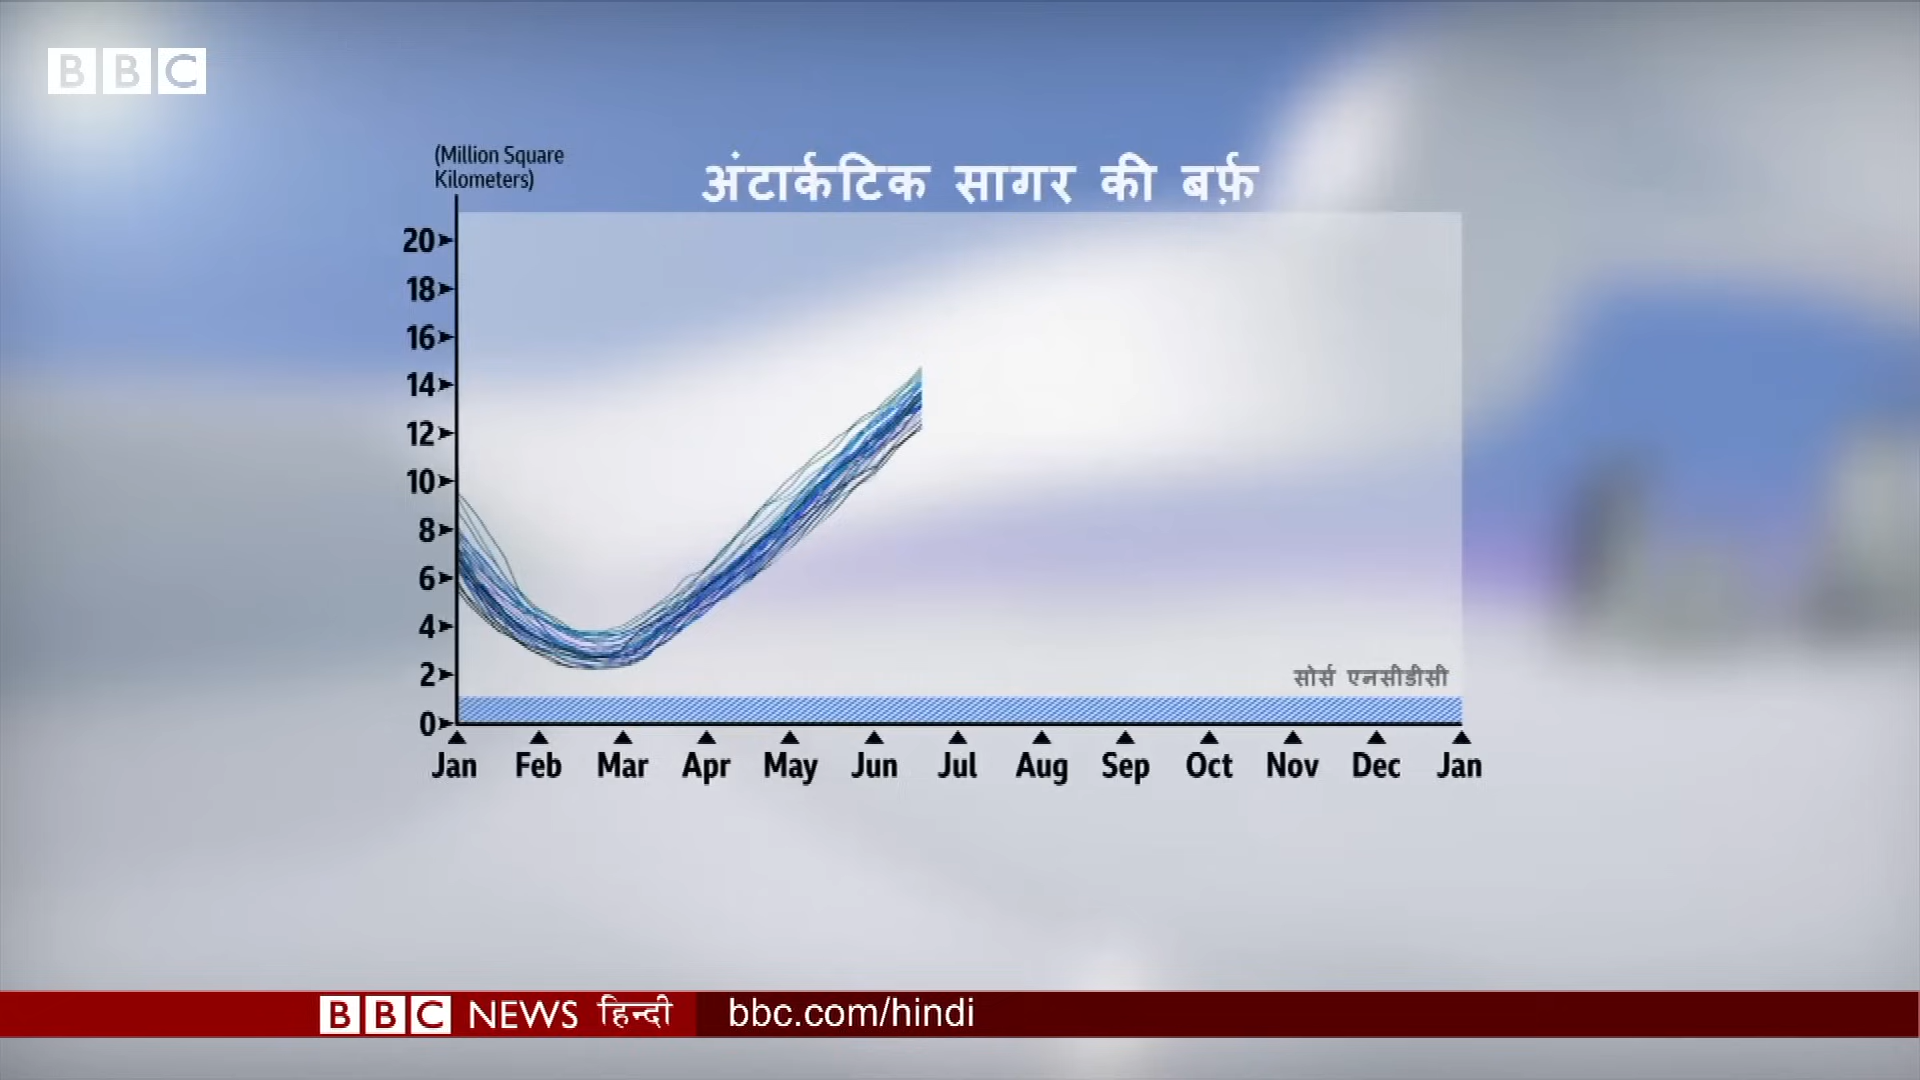 BBC
(Million Square
Kilometers)
अंटार्कटिक सागर की बर्फ़
20
18
16
14
12
10
8
6
4
2
0
सोर्स एनसीडीसी
Jan Feb Mar Apr May Jun Jul Aug Sep Oct Nov Dec Jan
BBC NEWS हिन्दी bbc.com/hindi